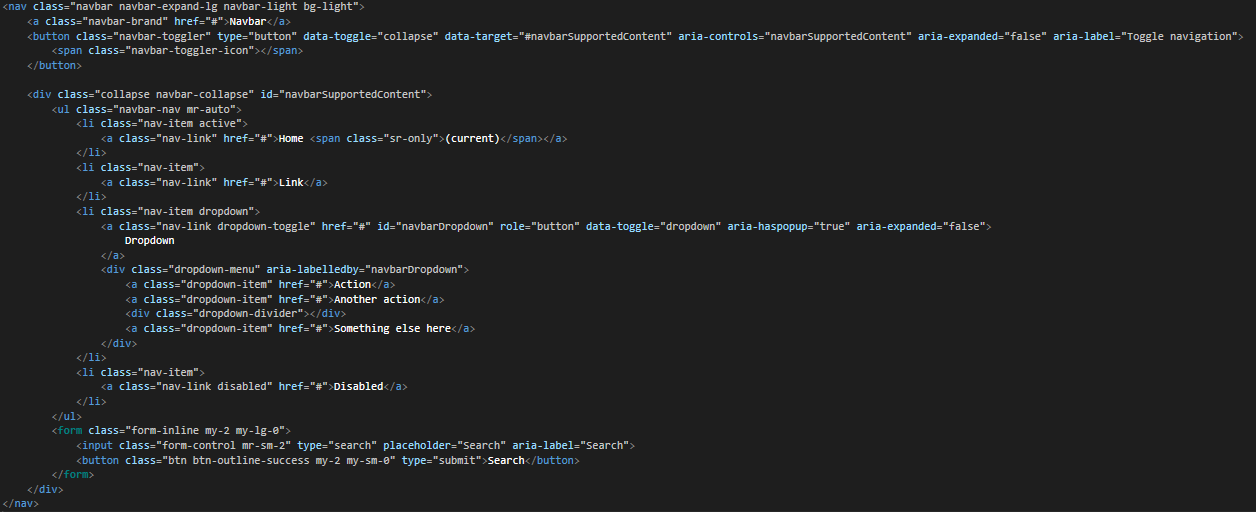 <nav class="navbar navbar-expand-lg navbar-light bg-light">
    <a class="navbar-brand" href="#">Navbar</a>
    <button class="navbar-toggler" type="button" data-toggle="collapse" data-target="#navbarSupportedContent" aria-controls="navbarSupportedContent" aria-expanded="false" aria-label="Toggle navigation">
        <span class="navbar-toggler-icon"></span>
    </button>

    <div class="collapse navbar-collapse" id="navbarSupportedContent">
        <ul class="navbar-nav mr-auto">
            <li class="nav-item active">
                <a class="nav-link" href="#">Home <span class="sr-only">(current)</span></a>
            </li>
            <li class="nav-item">
                <a class="nav-link" href="#">Link</a>
            </li>
            <li class="nav-item dropdown">
                <a class="nav-link dropdown-toggle" href="#" id="navbarDropdown" role="button" data-toggle="dropdown" aria-haspopup="true" aria-expanded="false">
                    Dropdown
                </a>
                <div class="dropdown-menu" aria-labelledby="navbarDropdown">
                    <a class="dropdown-item" href="#">Action</a>
                    <a class="dropdown-item" href="#">Another action</a>
                    <div class="dropdown-divider"></div>
                    <a class="dropdown-item" href="#">Something else here</a>
                </div>
            </li>
            <li class="nav-item">
                <a class="nav-link disabled" href="#">Disabled</a>
            </li>
        </ul>
        <form class="form-inline my-2 my-lg-0">
            <input class="form-control mr-sm-2" type="search" placeholder="Search" aria-label="Search">
            <button class="btn btn-outline-success my-2 my-sm-0" type="submit">Search</button>
        </form>
    </div>
</nav>